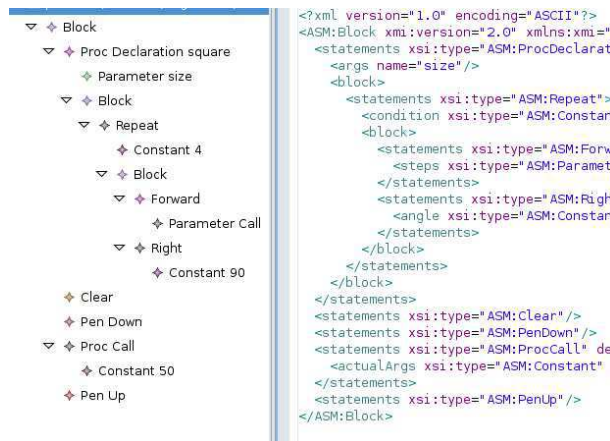 Block
Proc Declaration square
Parameter size
Block
Repeat
Constant 4
Block
Forward
Parameter Call
Right
Constant 90
Clear
Pen Down
Proc Call
Constant 50
Pen Up
<?xml version="1.0" encoding="ASCII"?>
<ASM:Block xmi:version="2.0" xmlns:xmi="
<statements xsi:type="ASM:ProcDeclarat
<args name="size"/>
<block>
<statements xsi:type="ASM:Repeat">
<condition xsi:type="ASM:Constan
<block>
<statements xsi:type="ASM:Forw
<steps xsi:type="ASM:Paramet
</statements>
<statements xsi:type="ASM:Righ
<angle xsi:type="ASM:Constan
</statements>
</block>
</statements>
</block>
</statements>
<statements xsi:type="ASM:Clear"/>
<statements xsi:type="ASM:PenDown"/>
<statements xsi:type="ASM:ProcCall" de
<actualArgs xsi:type="ASM:Constant"
</statements>
<statements xsi:type="ASM:PenUp"/>
</ASM:Block>